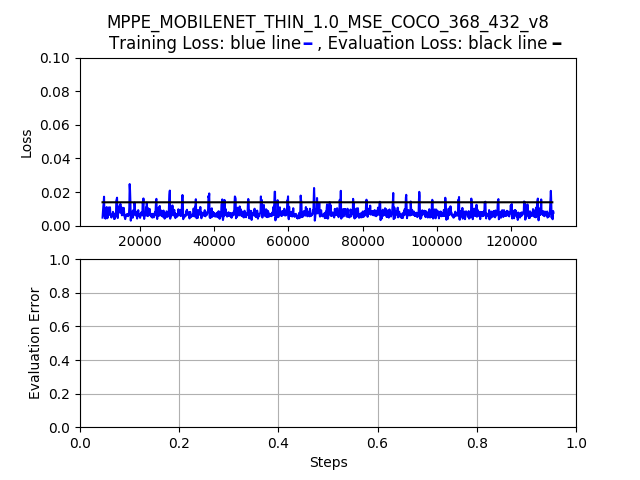 MPPE_MOBILENET_THIN_1.0_MSE_COCO_368_432_v8
Training Loss: blue line , Evaluation Loss: black line
0.10
0.08
0.06
0.04
0.02
0.00
Loss
20000 40000 60000 80000 100000 120000
1.0
0.8
0.6
0.4
0.2
0.0
Evaluation Error
0.0 0.2 0.4 0.6 0.8 1.0
Steps